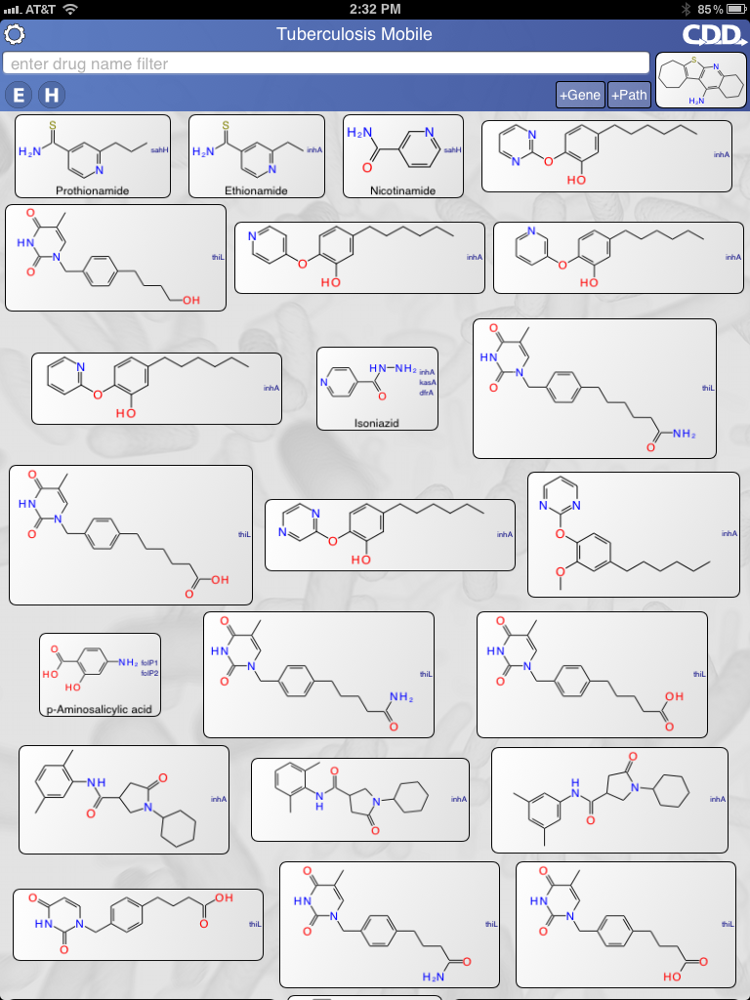 AT&T 2:32 PM 85%
Tuberculosis Mobile CDD
enter drug name filter
E H +Gene +Path
S N H₂N
S H₂N N sahH
Prothionamide
S H₂N N inhA
Ethionamide
H₂N N O sahH
Nicotinamide
N N O HO inhA
O HN O N OH thiL
N O HO inhA
N O HO inhA
N O HO inhA
N HN–NH₂ O inhA
kasA
dfrA
Isoniazid
O HN O N O NH₂ thiL
O HN O N O OH thiL
N N O HO inhA
N N O O inhA
O HO HO NH₂ folP1
folP2
p-Aminosalicylic acid
O HN O N NH₂ O thiL
O HN O N OH O thiL
NH O O N inhA
O N H N O inhA
H N O O N inhA
O HN N O OH O thiL
O HN O N O H₂N thiL
O HN O N O HO thiL